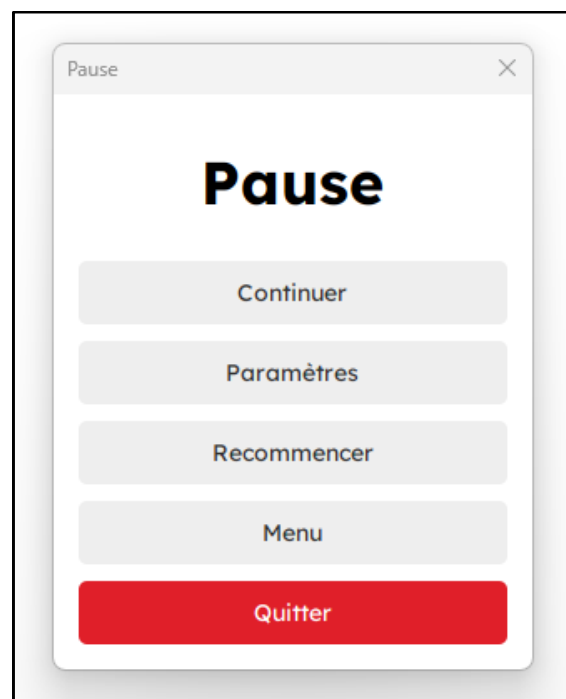 Pause
Pause
Continuer
Paramètres
Recommencer
Menu
Quitter